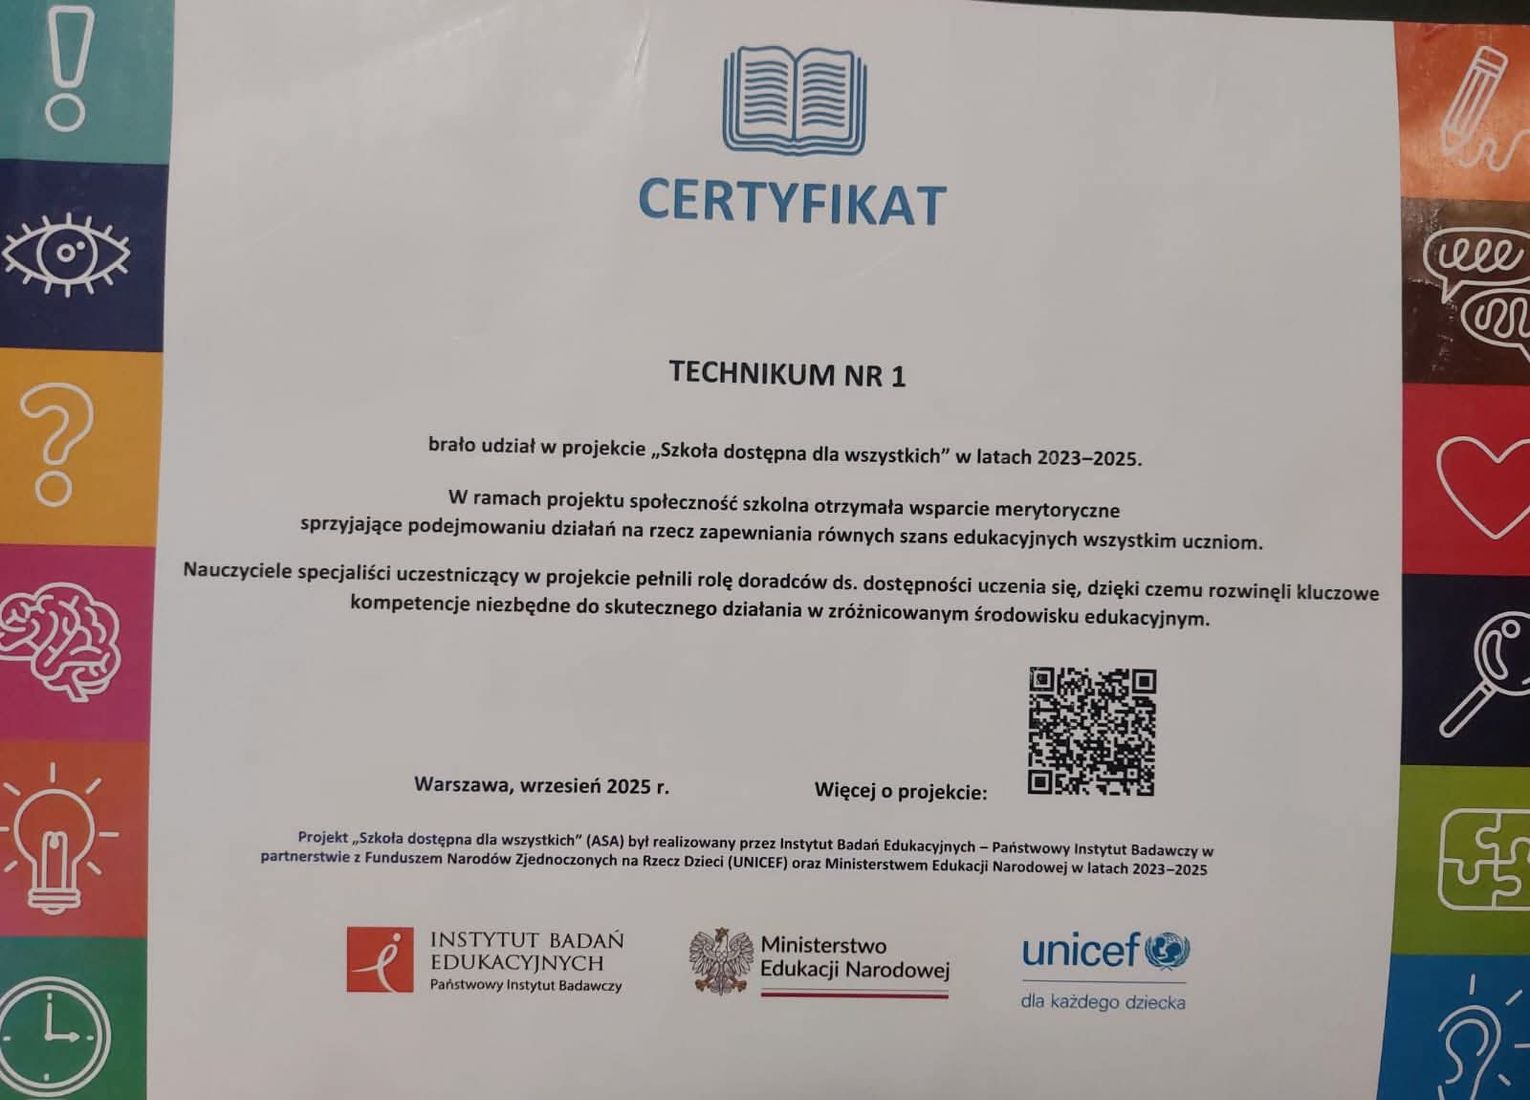 CERTYFIKAT
TECHNIKUM NR 1
brało udział w projekcie „Szkoła dostępna dla wszystkich” w latach 2023–2025.
W ramach projektu społeczność szkolna otrzymała wsparcie merytoryczne
sprzyjające podejmowaniu działań na rzecz zapewniania równych szans edukacyjnych wszystkim uczniom.
Nauczyciele specjaliści uczestniczący w projekcie pełnili rolę doradców ds. dostępności uczenia się, dzięki czemu rozwinęli kluczowe
kompetencje niezbędne do skutecznego działania w zróżnicowanym środowisku edukacyjnym.
Warszawa, wrzesień 2025 r.
Więcej o projekcie:
Projekt „Szkoła dostępna dla wszystkich” (ASA) był realizowany przez Instytut Badań Edukacyjnych – Państwowy Instytut Badawczy w
partnerstwie z Funduszem Narodów Zjednoczonych na Rzecz Dzieci (UNICEF) oraz Ministerstwem Edukacji Narodowej w latach 2023–2025
INSTYTUT BADAŃ
EDUKACYJNYCH
Państwowy Instytut Badawczy
Ministerstwo
Edukacji Narodowej
unicef
dla każdego dziecka